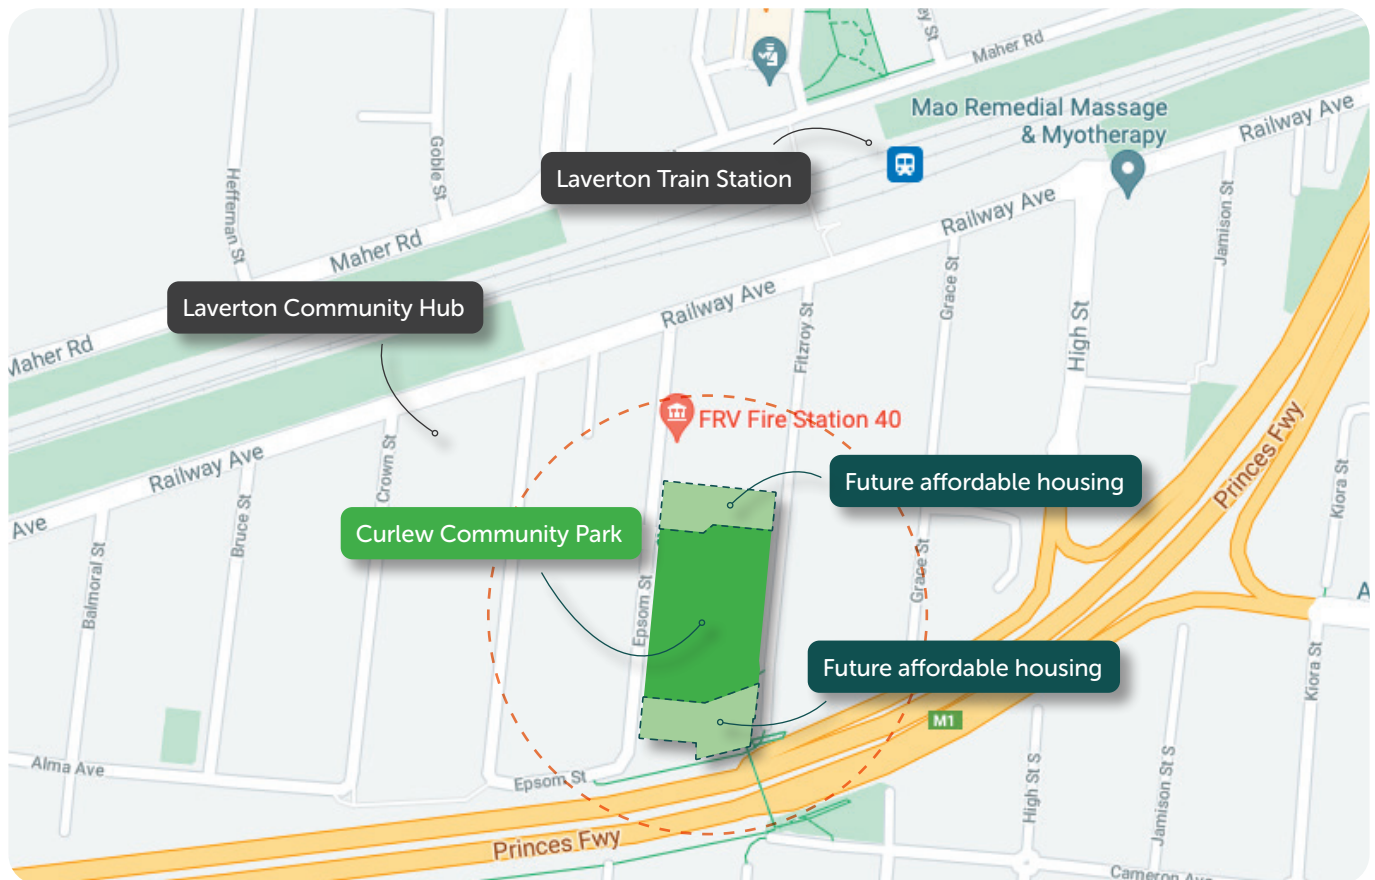 ey St
Maher Rd
Mao Remedial Massage
& Myotherapy
Railway Ave
Goble St
Laverton Train Station
Heffernan St
Jamison St
Railway Ave
Maher Rd
Grace St
Laverton Community Hub
Railway Ave
Fitzroy St
High St
Maher Rd
FRV Fire Station 40
Princes Fwy
Railway Ave
Crown St
Future affordable housing
Kiora St
Ave
Bruce St
Curlew Community Park
Balmoral St
Epsom St
Grace St
A
Future affordable housing
Kiora St
M1
Alma Ave
Epsom St
High St S
Jamison St S
Princes Fwy
Cameron Ave